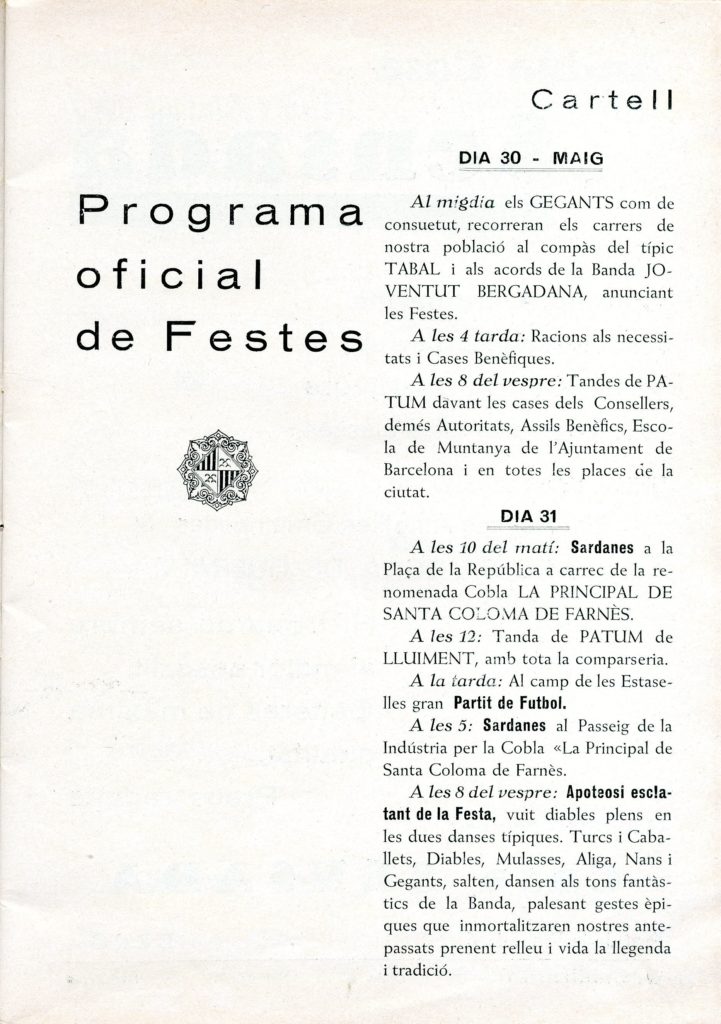 Programa
oficial
de Festes
Cartell
DIA 30 - MAIG
Al migdia els GEGANTS com de
consuetut, recorreran els carrers de
nostra població al compàs del típic
TABAL i als acords de la Banda JO-
VENTUT BERGADANA, anunciant
les Festes.
A les 4 tarda: Racions als necessi-
tats i Cases Benèfiques.
A les 8 del vespre: Tandes de PA-
TUM davant les cases dels Consellers,
demés Autoritats, Assils Benèfics, Esco-
la de Muntanya de l'Ajuntament de
Barcelona i en totes les places de la
ciutat.
DIA 31
A les 10 del matí: Sardanes a la
Plaça de la República a carrec de la re-
nomenada Cobla LA PRINCIPAL DE
SANTA COLOMA DE FARNÈS.
A les 12: Tanda de PATUM de
LLUIMENT, amb tota la comparseria.
A la tarda: Al camp de les Estase-
lles gran Partit de Futbol.
A les 5: Sardanes al Passeig de la
Indústria per la Cobla «La Principal de
Santa Coloma de Farnès.
A les 8 del vespre: Apoteosi escla-
tant de la Festa, vuit diables plens en
les dues danses típiques. Turcs i Caba-
llets, Diables, Mulasses, Aliga, Nans i
Gegants, salten, dansen als tons fantàs-
tics de la Banda, palesant gestes èpi-
ques que inmortalitzaren nostres ante-
passats prenent relleu i vida la llegenda
i tradició.